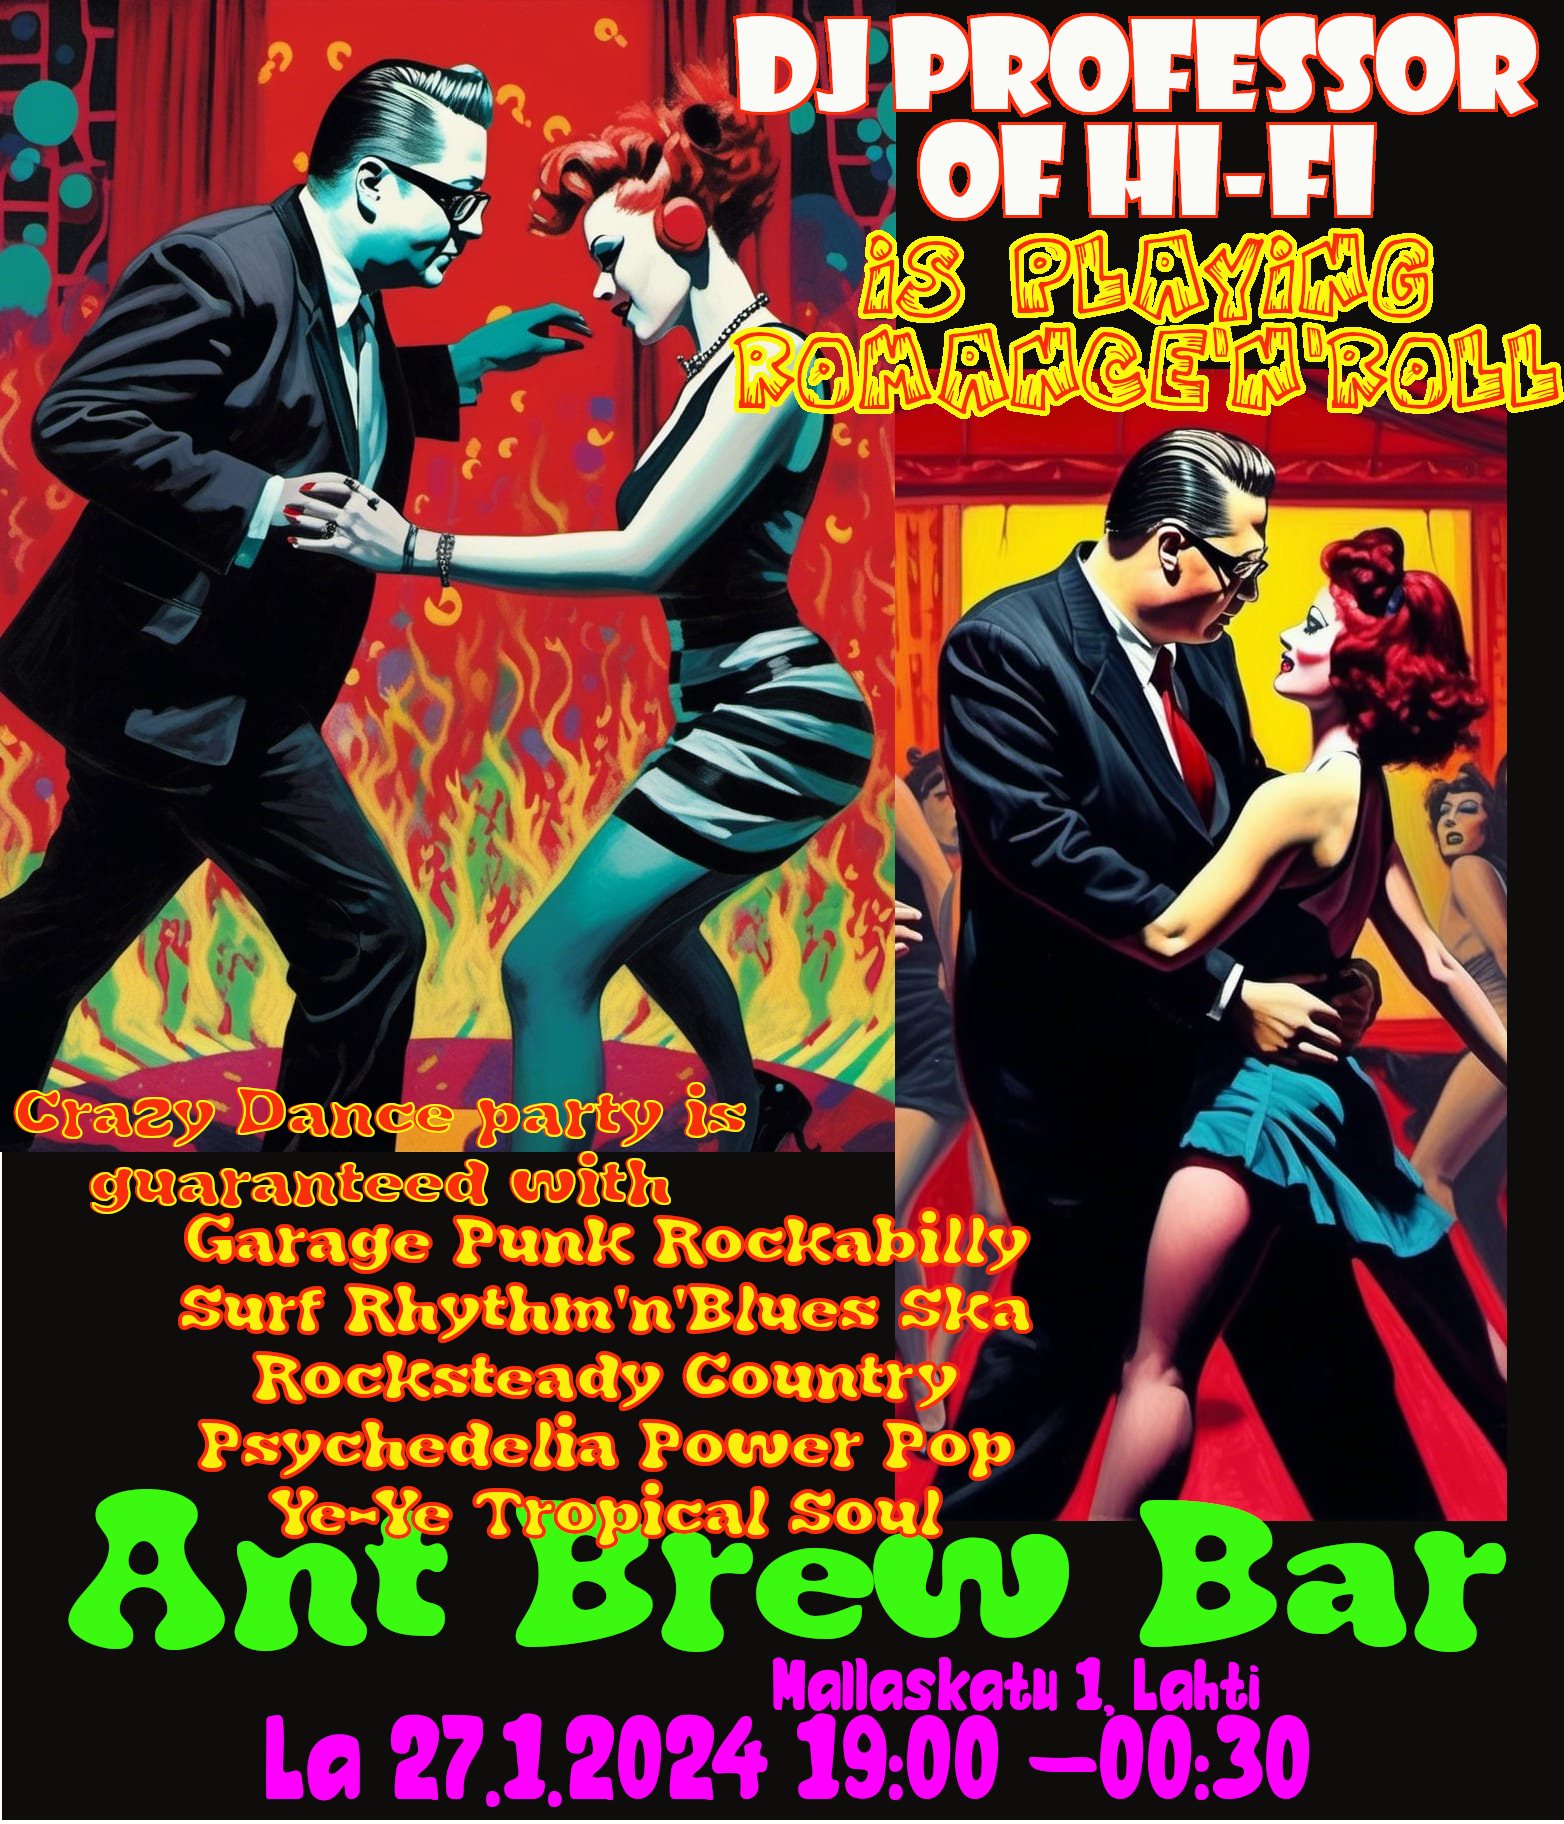 DJ PROFESSOR
OF HI-FI
iS PLAYiNG
ROMANCE'N'ROLL
Crazy Dance party is
guaranteed with
Garage Punk Rockabilly
Surf Rhythm'n'Blues Ska
Rocksteady Country
Psychedelia Power Pop
Ye-Ye Tropical Soul
Ant Brew Bar
Mallaskatu 1, Lahti
La 27.1.2024 19:00 –00:30